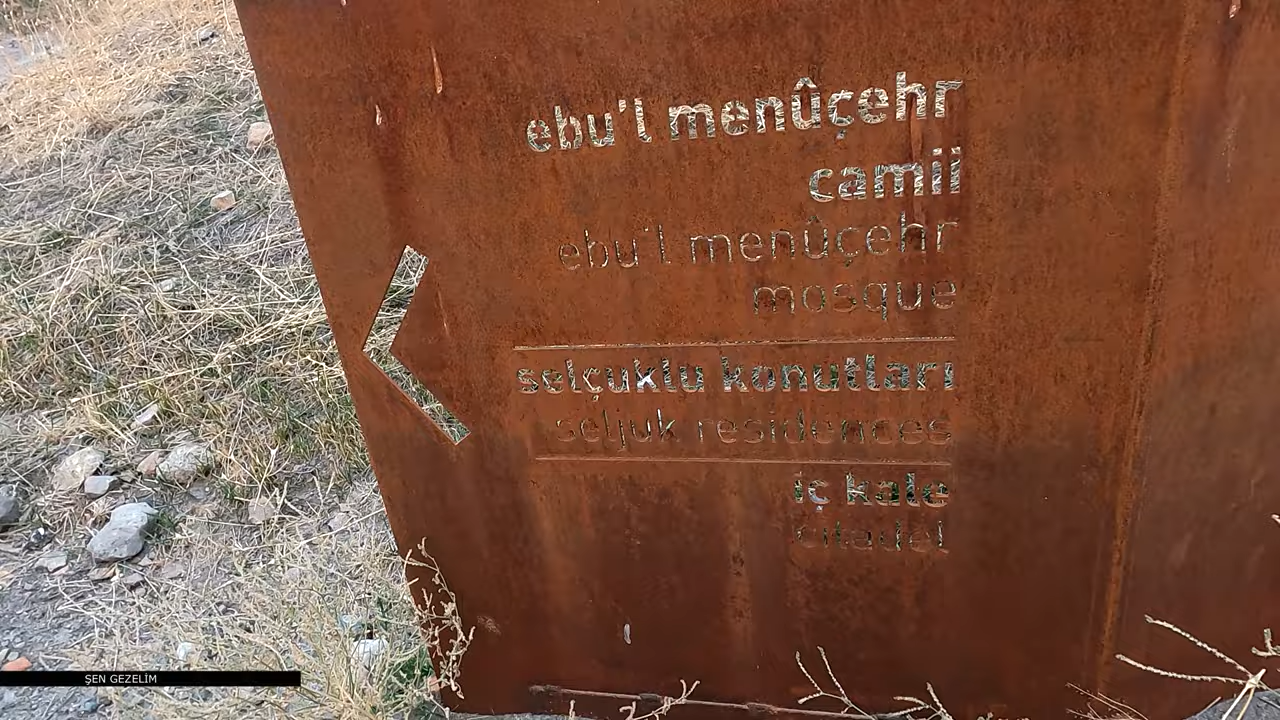 ebu'l menûçehr
camii
ebu'l menûçehr
mosque
selçuklu konutları
seljuk residences
iç kale
citadel
ŞEN GEZELİM